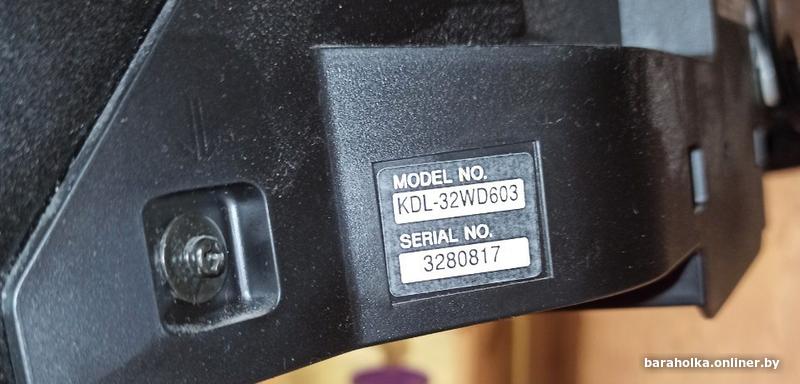 MODEL NO.
KDL-32WD603
SERIAL NO.
3280817
baraholka.onliner.by